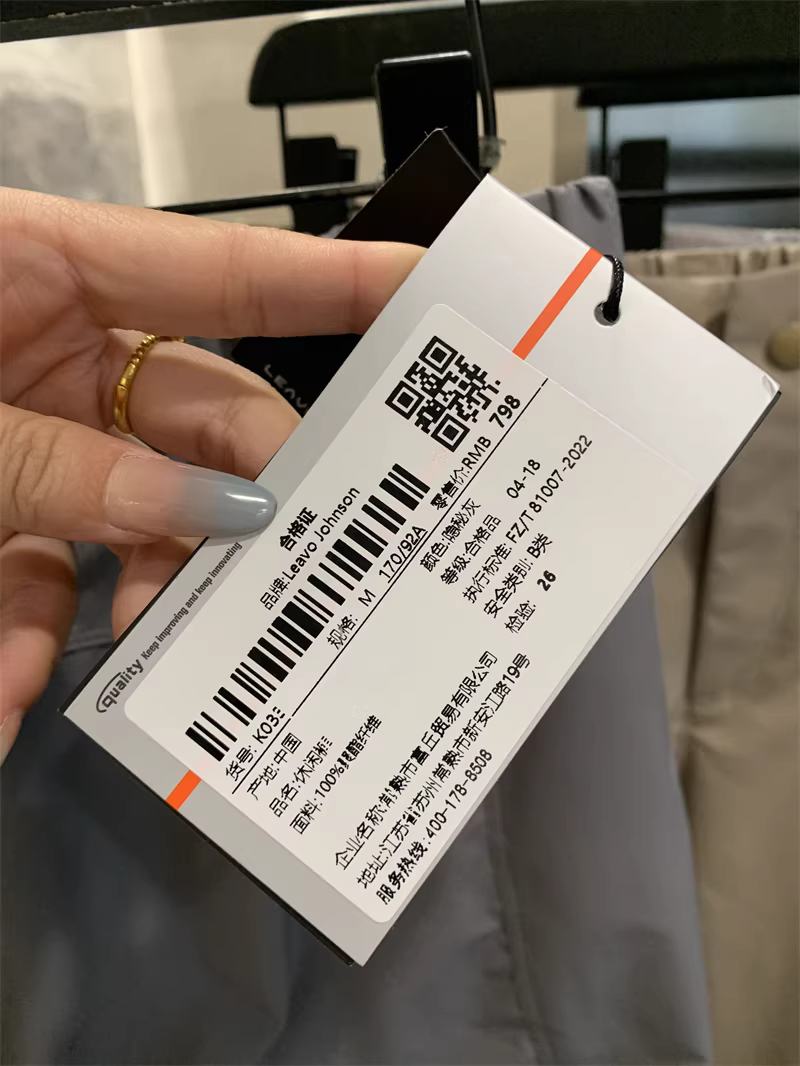 合格证
品牌:Leavo Johnson
货号: K03
规格: M 170/92A
零售价:RMB 798
产地:中国
品名:休闲裤
面料:100%聚酯纤维
颜色:隐秘灰 04-18
等级:合格品
执行标准: FZ/T 81007-2022
安全类别: B类
检验: 26
企业名称:常熟市富丘贸易有限公司
地址:江苏省苏州常熟市新安江路19号
服务热线: 400-178-8508
quality Keep improving and keep innovating
LEAV